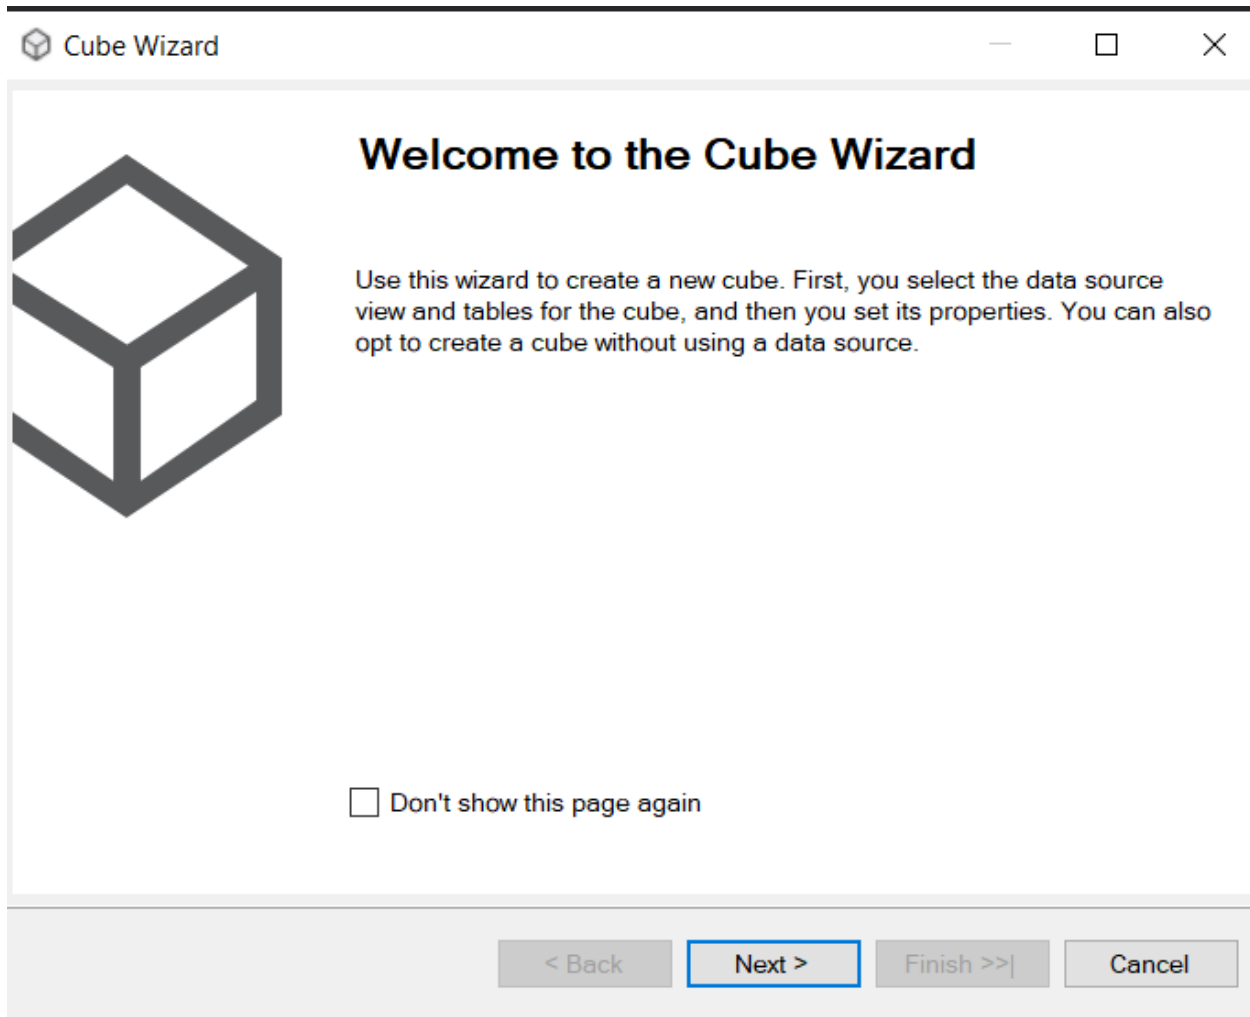 Cube Wizard
Welcome to the Cube Wizard
Use this wizard to create a new cube. First, you select the data source
view and tables for the cube, and then you set its properties. You can also
opt to create a cube without using a data source.
Don't show this page again
< Back Next > Finish >>| Cancel